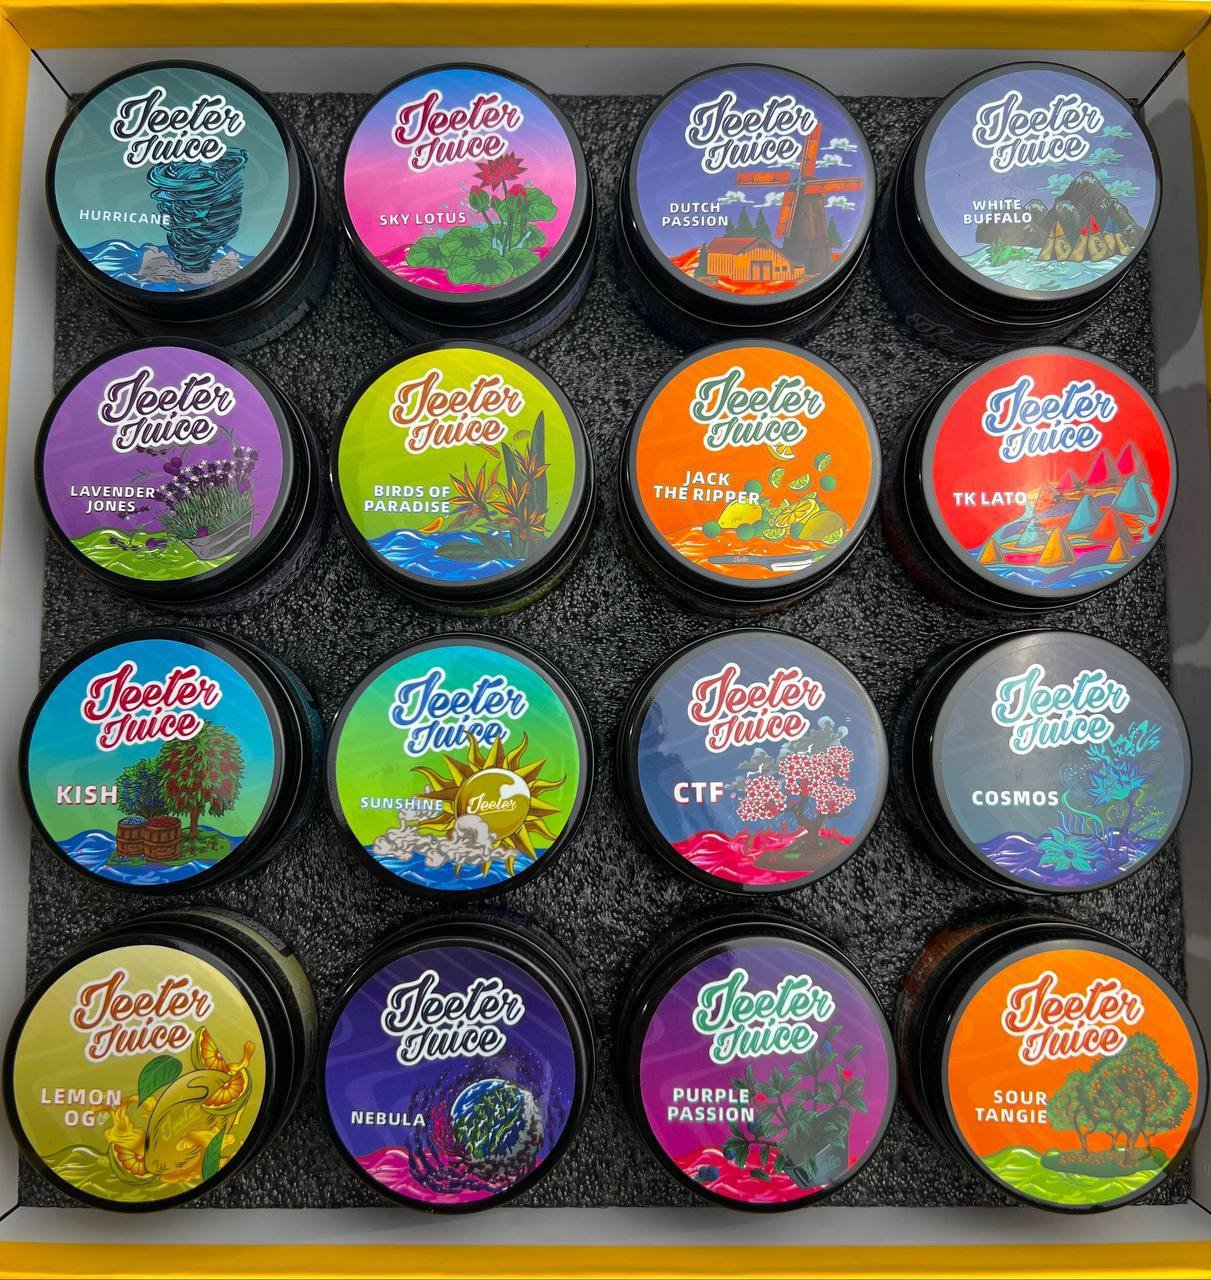 Jeeter
Juice
HURRICANE
Jeeter
Juice
SKY LOTUS
Jeeter
Juice
DUTCH
PASSION
Jeeter
Juice
WHITE
BUFFALO
Jeeter
Juice
LAVENDER
JONES
Jeeter
Juice
BIRDS OF
PARADISE
Jeeter
Juice
JACK
THE RIPPER
Jeeter
Juice
TK LATO
Jeeter
Juice
KISH
Jeeter
Juice
SUNSHINE
Jeeter
Jeeter
Juice
CTF
Jeeter
Juice
COSMOS
Jeeter
Juice
LEMON
OG
Jeeter
Juice
NEBULA
Jeeter
Juice
PURPLE
PASSION
Jeeter
Juice
SOUR
TANGIE